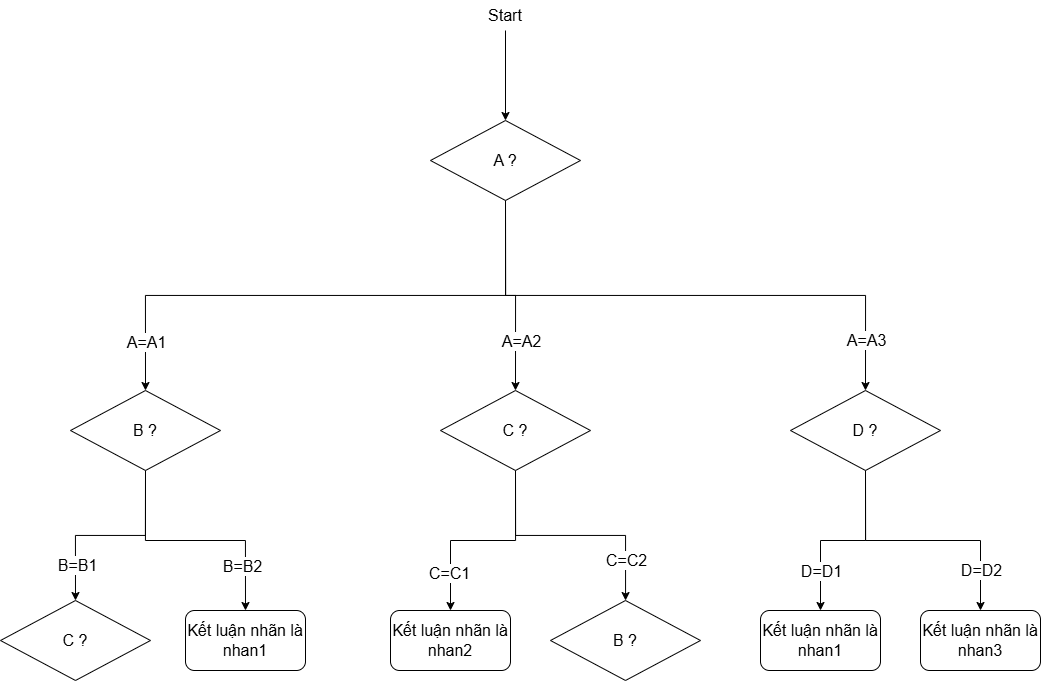 Start
A ?
A=A1
A=A2
A=A3
B ?
C ?
D ?
B=B1
B=B2
C=C1
C=C2
D=D1
D=D2
C ?
Kết luận nhãn là
nhan1
Kết luận nhãn là
nhan2
B ?
Kết luận nhãn là
nhan1
Kết luận nhãn là
nhan3